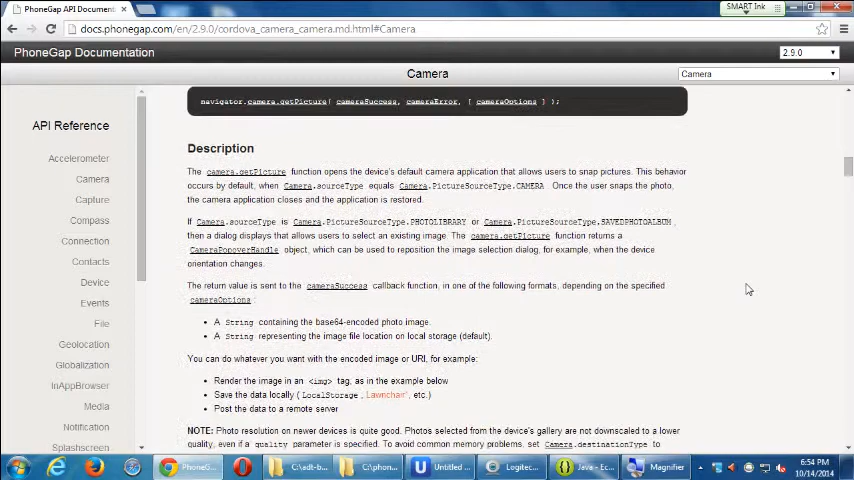 PhoneGap API Documentati
SMART Ink
docs.phonegap.com/en/2.9.0/cordova_camera_camera.md.html#Camera
PhoneGap Documentation
2.9.0
Camera
Camera
navigator.camera.getPicture( cameraSuccess, cameraError, [ cameraOptions ] );
API Reference
Accelerometer
Camera
Capture
Compass
Connection
Contacts
Device
Events
File
Geolocation
Globalization
InAppBrowser
Media
Notification
Splashscreen
Description
The camera.getPicture function opens the device's default camera application that allows users to snap pictures. This behavior
occurs by default, when Camera.sourceType equals Camera.PictureSourceType.CAMERA Once the user snaps the photo,
the camera application closes and the application is restored.
If Camera.sourceType is Camera.PictureSourceType.PHOTOLIBRARY or Camera.PictureSourceType.SAVEDPHOTOALBUM ,
then a dialog displays that allows users to select an existing image. The camera.getPicture function returns a
CameraPopoverHandle object, which can be used to reposition the image selection dialog, for example, when the device
orientation changes.
The return value is sent to the cameraSuccess callback function, in one of the following formats, depending on the specified
cameraOptions :
• A String containing the base64-encoded photo image.
• A String representing the image file location on local storage (default).
You can do whatever you want with the encoded image or URI, for example:
• Render the image in an <img> tag, as in the example below
• Save the data locally ( LocalStorage , Lawnchair, etc.)
• Post the data to a remote server
NOTE: Photo resolution on newer devices is quite good. Photos selected from the device's gallery are not downscaled to a lower
quality, even if a quality parameter is specified. To avoid common memory problems, set Camera.destinationType to
PhoneG...
C:\adt-b...
C:\phon...
Untitled ...
Logitec...
Java - Ec...
Magnifier
6:54 PM
10/14/2014